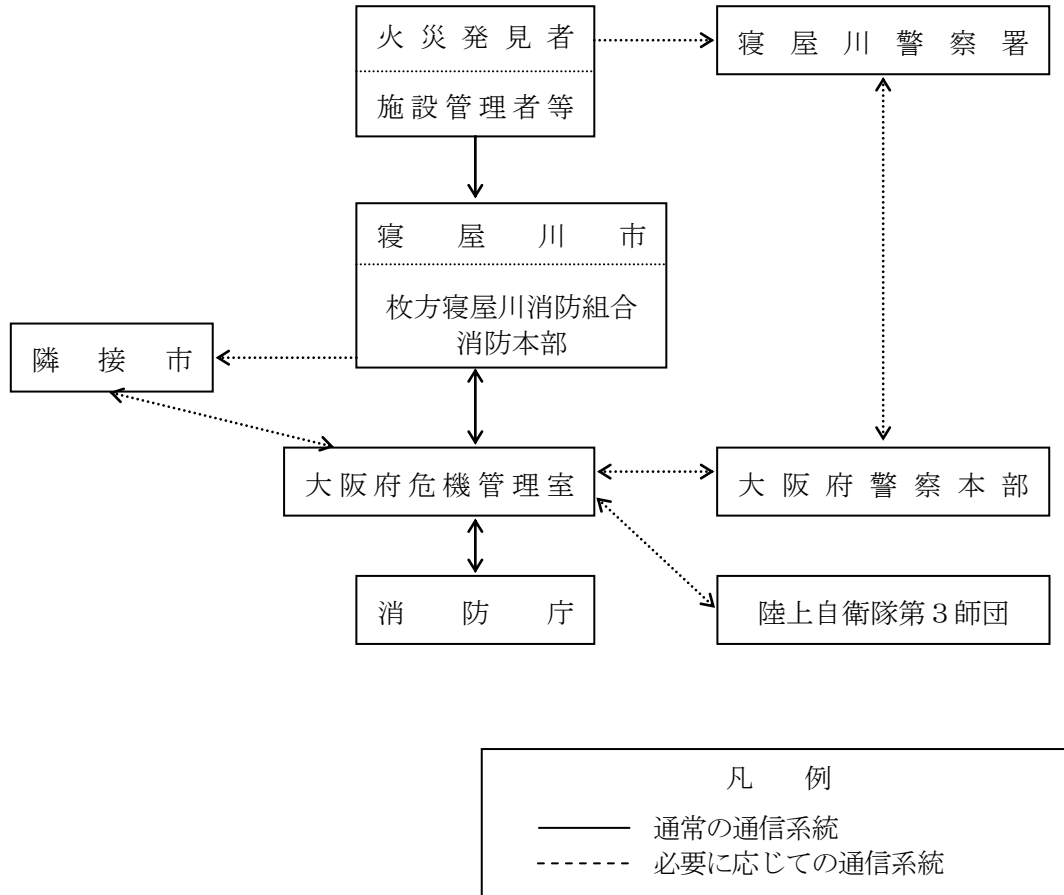 火災発見者
寝屋川警察署
施設管理者等
寝屋川市
枚方寝屋川消防組合
消防本部
隣接市
大阪府危機管理室
大阪府警察本部
消防庁
陸上自衛隊第３師団
凡例
通常の通信系統
必要に応じての通信系統